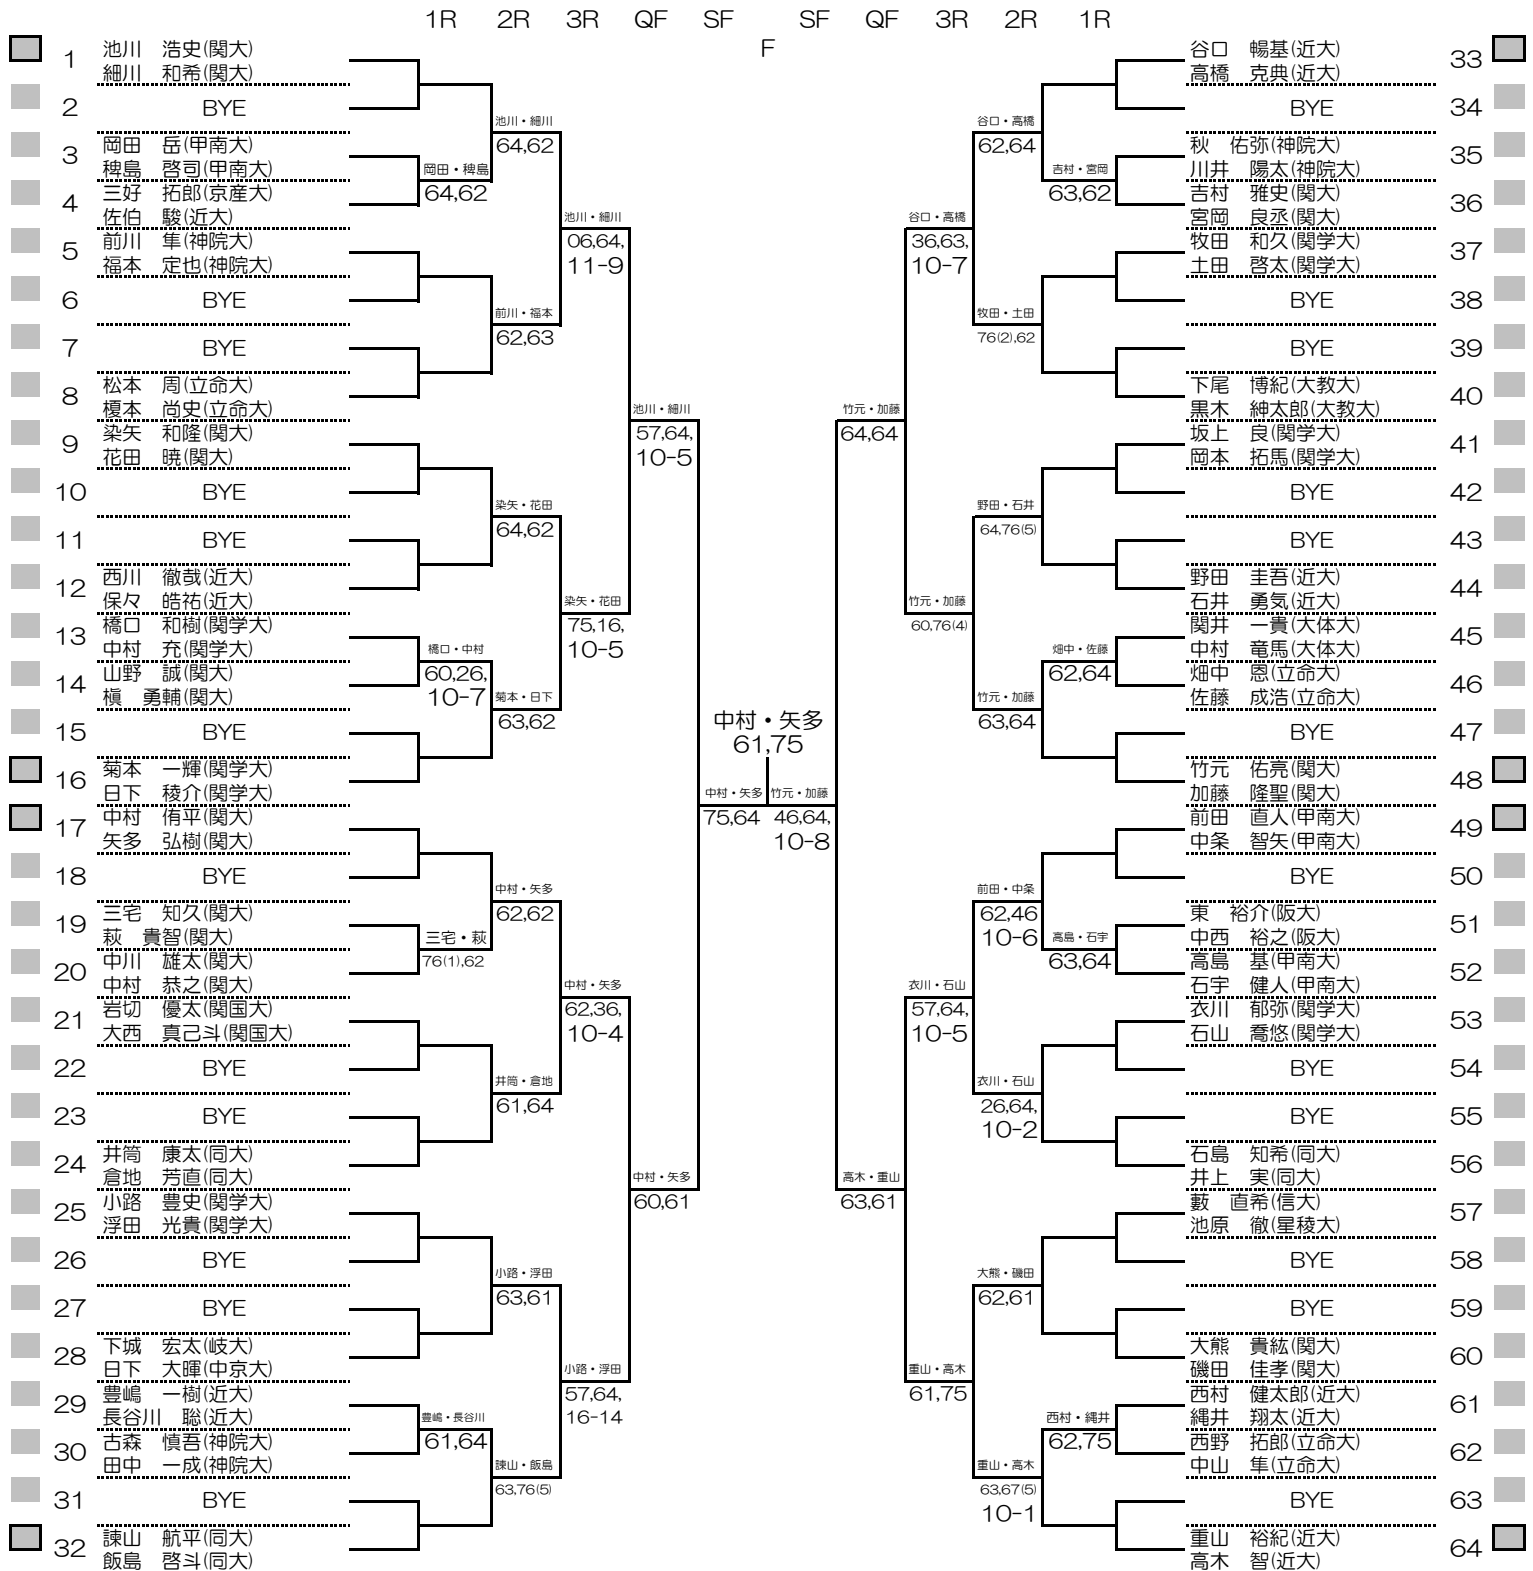 1R 2R 3R QF SF SF QF 3R 2R 1R
F
1 池川　浩史(関大)
細川　和希(関大)
2 BYE
3 岡田　岳(甲南大)
稗島　啓司(甲南大)
4 三好　拓郎(京産大)
佐伯　駿(近大)
5 前川　隼(神院大)
福本　定也(神院大)
6 BYE
7 BYE
8 松本　周(立命大)
榎本　尚史(立命大)
9 染矢　和隆(関大)
花田　暁(関大)
10 BYE
11 BYE
12 西川　徹哉(近大)
保々　皓祐(近大)
13 橋口　和樹(関学大)
中村　充(関学大)
14 山野　誠(関大)
槇　勇輔(関大)
15 BYE
16 菊本　一輝(関学大)
日下　稜介(関学大)
17 中村　侑平(関大)
矢多　弘樹(関大)
18 BYE
19 三宅　知久(関大)
萩　貴智(関大)
20 中川　雄太(関大)
中村　恭之(関大)
21 岩切　優太(関国大)
大西　真己斗(関国大)
22 BYE
23 BYE
24 井筒　康太(同大)
倉地　芳直(同大)
25 小路　豊史(関学大)
浮田　光貴(関学大)
26 BYE
27 BYE
28 下城　宏太(岐大)
日下　大暉(中京大)
29 豊嶋　一樹(近大)
長谷川　聡(近大)
30 古森　慎吾(神院大)
田中　一成(神院大)
31 BYE
32 諫山　航平(同大)
飯島　啓斗(同大)
岡田・稗島
64,62
橋口・中村
60,26,
10-7
三宅・萩
76(1),62
豊嶋・長谷川
61,64
池川・細川
64,62
前川・福本
62,63
染矢・花田
64,62
菊本・日下
63,62
中村・矢多
62,62
井筒・倉地
61,64
小路・浮田
63,61
諫山・飯島
63,76(5)
池川・細川
06,64,
11-9
染矢・花田
75,16,
10-5
中村・矢多
62,36,
10-4
小路・浮田
57,64,
16-14
池川・細川
57,64,
10-5
中村・矢多
60,61
中村・矢多
75,64
中村・矢多
61,75
竹元・加藤
46,64,
10-8
竹元・加藤
64,64
高木・重山
63,61
谷口・高橋
36,63,
10-7
竹元・加藤
60,76(4)
衣川・石山
57,64,
10-5
重山・高木
61,75
谷口・高橋
62,64
牧田・土田
76(2),62
野田・石井
64,76(5)
竹元・加藤
63,64
前田・中条
62,46
10-6
衣川・石山
26,64,
10-2
大熊・磯田
62,61
重山・高木
63,67(5)
10-1
吉村・宮岡
63,62
畑中・佐藤
62,64
高島・石宇
63,64
西村・縄井
62,75
谷口　暢基(近大) 33
高橋　克典(近大)
BYE 34
秋　佑弥(神院大) 35
川井　陽太(神院大)
吉村　雅史(関大) 36
宮岡　良丞(関大)
牧田　和久(関学大) 37
土田　啓太(関学大)
BYE 38
BYE 39
下尾　博紀(大教大) 40
黒木　紳太郎(大教大)
坂上　良(関学大) 41
岡本　拓馬(関学大)
BYE 42
BYE 43
野田　圭吾(近大) 44
石井　勇気(近大)
関井　一貴(大体大) 45
中村　竜馬(大体大)
畑中　恩(立命大) 46
佐藤　成浩(立命大)
BYE 47
竹元　佑亮(関大) 48
加藤　隆聖(関大)
前田　直人(甲南大) 49
中条　智矢(甲南大)
BYE 50
東　裕介(阪大) 51
中西　裕之(阪大)
高島　基(甲南大) 52
石宇　健人(甲南大)
衣川　郁弥(関学大) 53
石山　喬悠(関学大)
BYE 54
BYE 55
石島　知希(同大) 56
井上　実(同大)
藪　直希(信大) 57
池原　徹(星稜大)
BYE 58
BYE 59
大熊　貴紘(関大) 60
磯田　佳孝(関大)
西村　健太郎(近大) 61
縄井　翔太(近大)
西野　拓郎(立命大) 62
中山　隼(立命大)
BYE 63
重山　裕紀(近大) 64
高木　智(近大)